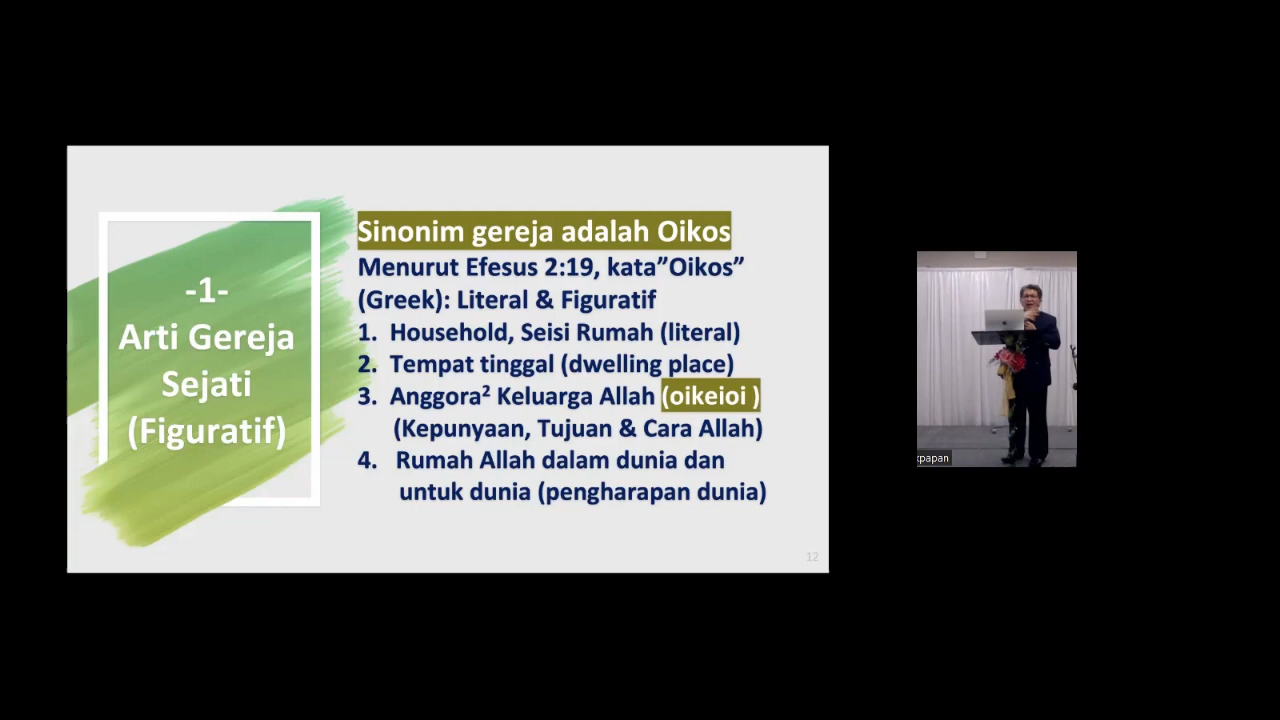 -1-
Arti Gereja
Sejati
(Figuratif)
Sinonim gereja adalah Oikos
Menurut Efesus 2:19, kata”Oikos”
(Greek): Literal & Figuratif
1. Household, Seisi Rumah (literal)
2. Tempat tinggal (dwelling place)
3. Anggora² Keluarga Allah (oikeioi )
(Kepunyaan, Tujuan & Cara Allah)
4. Rumah Allah dalam dunia dan
untuk dunia (pengharapan dunia)
12
kpapan